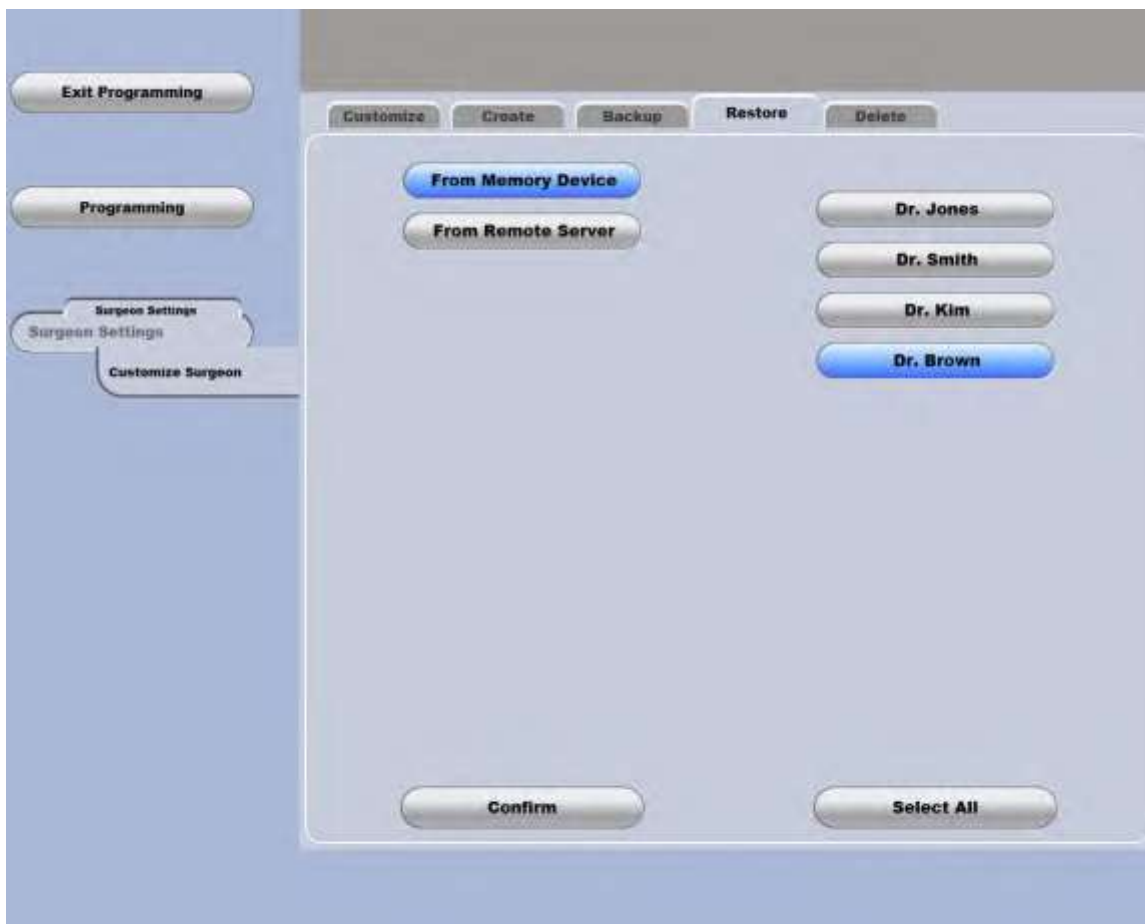 Exit Programming
Programming
Surgeon Settings
Surgeon Settings
Customize Surgeon
Customize
Create
Backup
Restore
Delete
From Memory Device
From Remote Server
Dr. Jones
Dr. Smith
Dr. Kim
Dr. Brown
Confirm
Select All